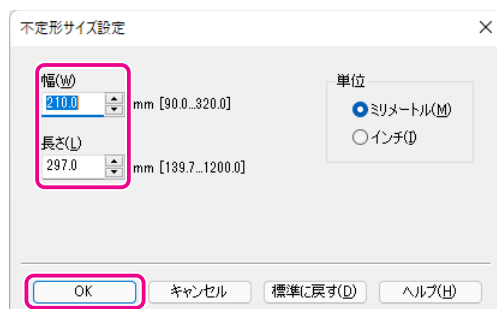 不定形サイズ設定
幅(W)
210.0 mm [90.0...320.0]
長さ(L)
297.0 mm [139.7...1200.0]
単位
ミリメートル(M)
インチ(I)
OK
キャンセル
標準に戻す(D)
ヘルプ(H)